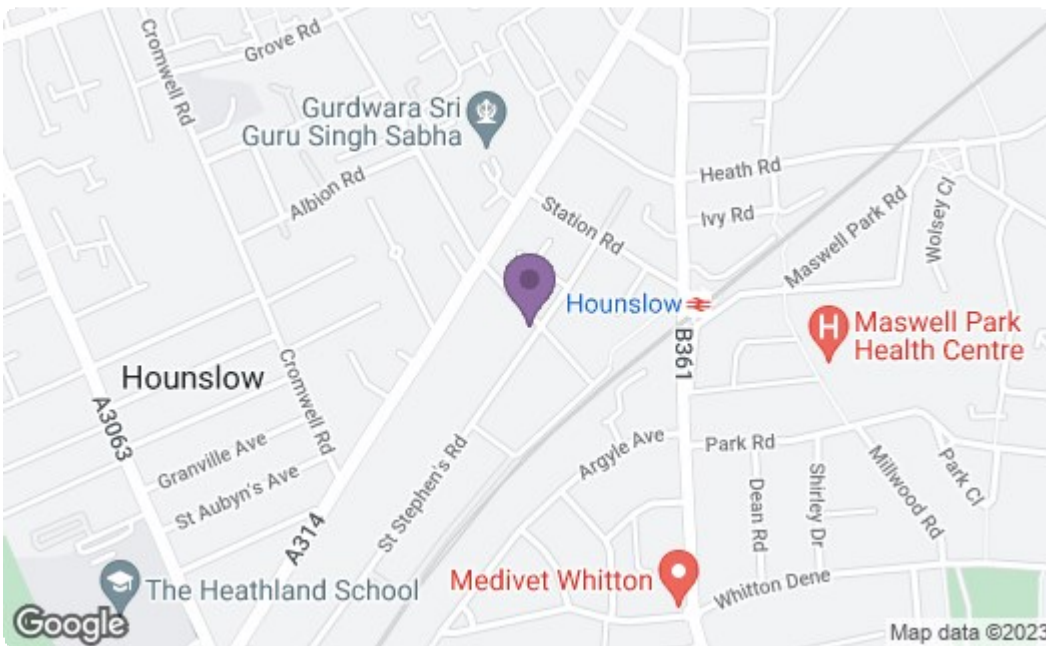 Cromwell Rd
Grove Rd
Gurdwara Sri
Guru Singh Sabha
Albion Rd
Heath Rd
Ivy Rd
Station Rd
Maswell Park Rd
Wolsey Cl
Hounslow
B361
H
Maswell Park
Health Centre
Hounslow
Cromwell Rd
A3063
Granville Ave
St Aubyn's Ave
A314
St Stephen's Rd
Argyle Ave
Park Rd
Dean Rd
Shirley Dr
Millwood Rd
Park Cl
The Heathland School
Medivet Whitton
Whitton Dene
Google
Map data ©2023